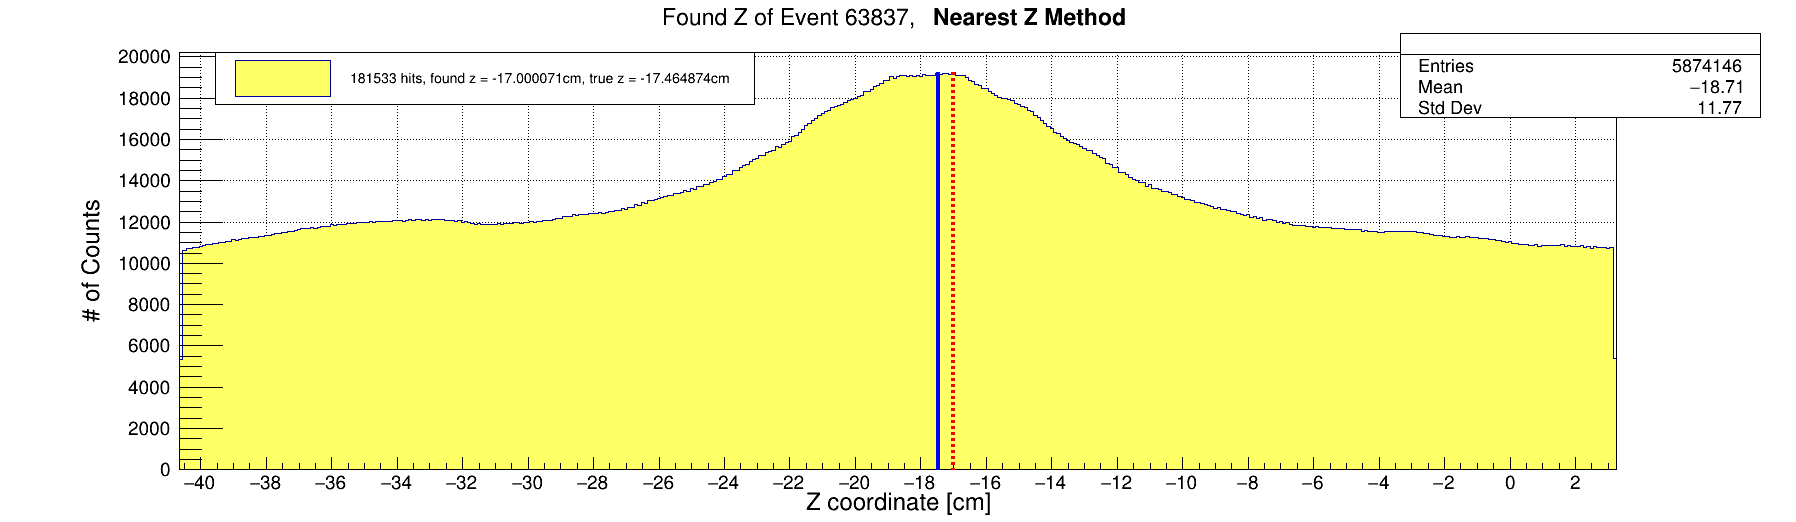 Found Z of Event 63837, Nearest Z Method
181533 hits, found z = -17.000071cm, true z = -17.464874cm
Entries 5874146
Mean −18.71
Std Dev 11.77
# of Counts
20000
18000
16000
14000
12000
10000
8000
6000
4000
2000
0
−40 −38 −36 −34 −32 −30 −28 −26 −24 −22 −20 −18 −16 −14 −12 −10 −8 −6 −4 −2 0 2
Z coordinate [cm]